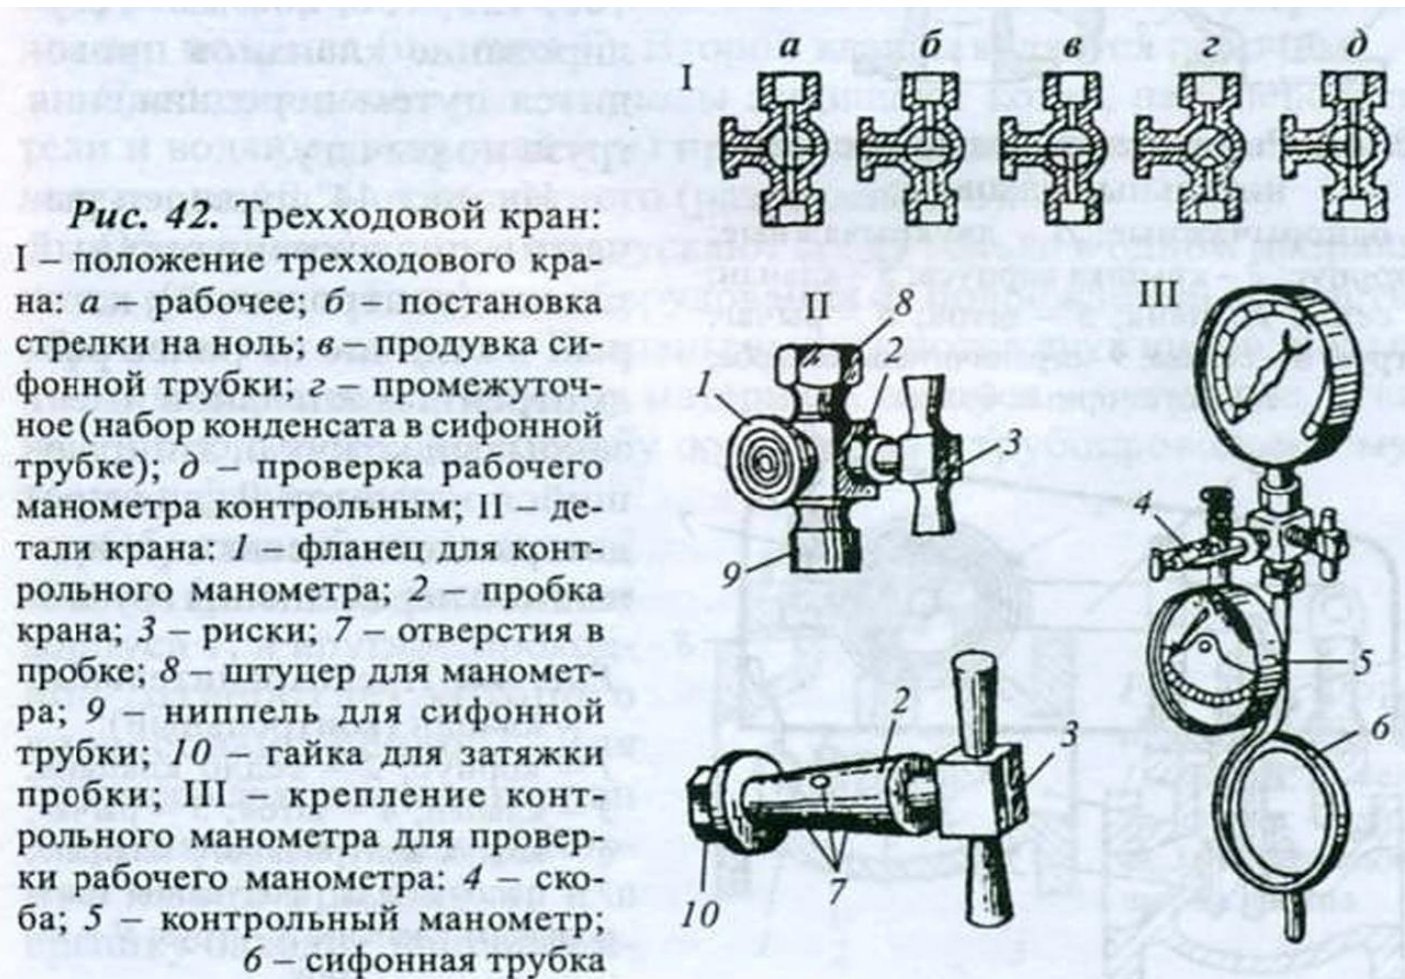 Рис. 42. Трехходовой кран:
I – положение трехходового кра-
на: а – рабочее; б – постановка
стрелки на ноль; в – продувка си-
фонной трубки; г – промежуточ-
ное (набор конденсата в сифонной
трубке); д – проверка рабочего
манометра контрольным; II – де-
тали крана: 1 – фланец для конт-
рольного манометра; 2 – пробка
крана; 3 – риски; 7 – отверстия в
пробке; 8 – штуцер для маномет-
ра; 9 – ниппель для сифонной
трубки; 10 – гайка для затяжки
пробки; III – крепление конт-
рольного манометра для провер-
ки рабочего манометра: 4 – ско-
ба; 5 – контрольный манометр;
6 – сифонная трубка
а б в г д
I
II
8
2
1
3
9
2
3
7
10
III
4
5
6